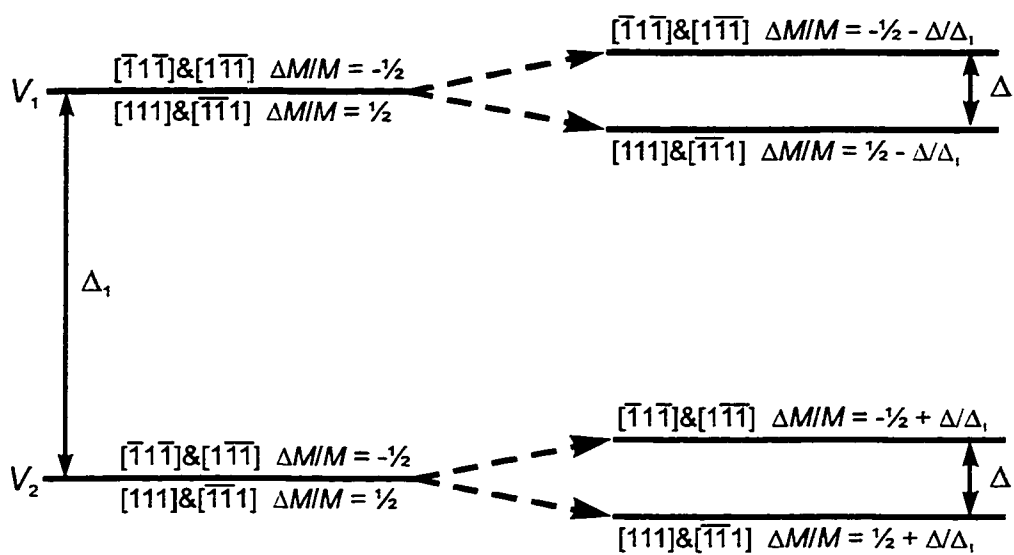 [1̅11̅]&[11̅1̅] ΔM/M = -½ - Δ/Δ₁
[1̅11̅]&[11̅1̅] ΔM/M = -½
V₁
Δ
[111]&[1̅1̅1] ΔM/M = ½
[111]&[1̅1̅1] ΔM/M = ½ - Δ/Δ₁
Δ₁
[1̅11̅]&[11̅1̅] ΔM/M = -½ + Δ/Δ₁
[1̅11̅]&[11̅1̅] ΔM/M = -½
V₂
Δ
[111]&[1̅1̅1] ΔM/M = ½
[111]&[1̅1̅1] ΔM/M = ½ + Δ/Δ₁